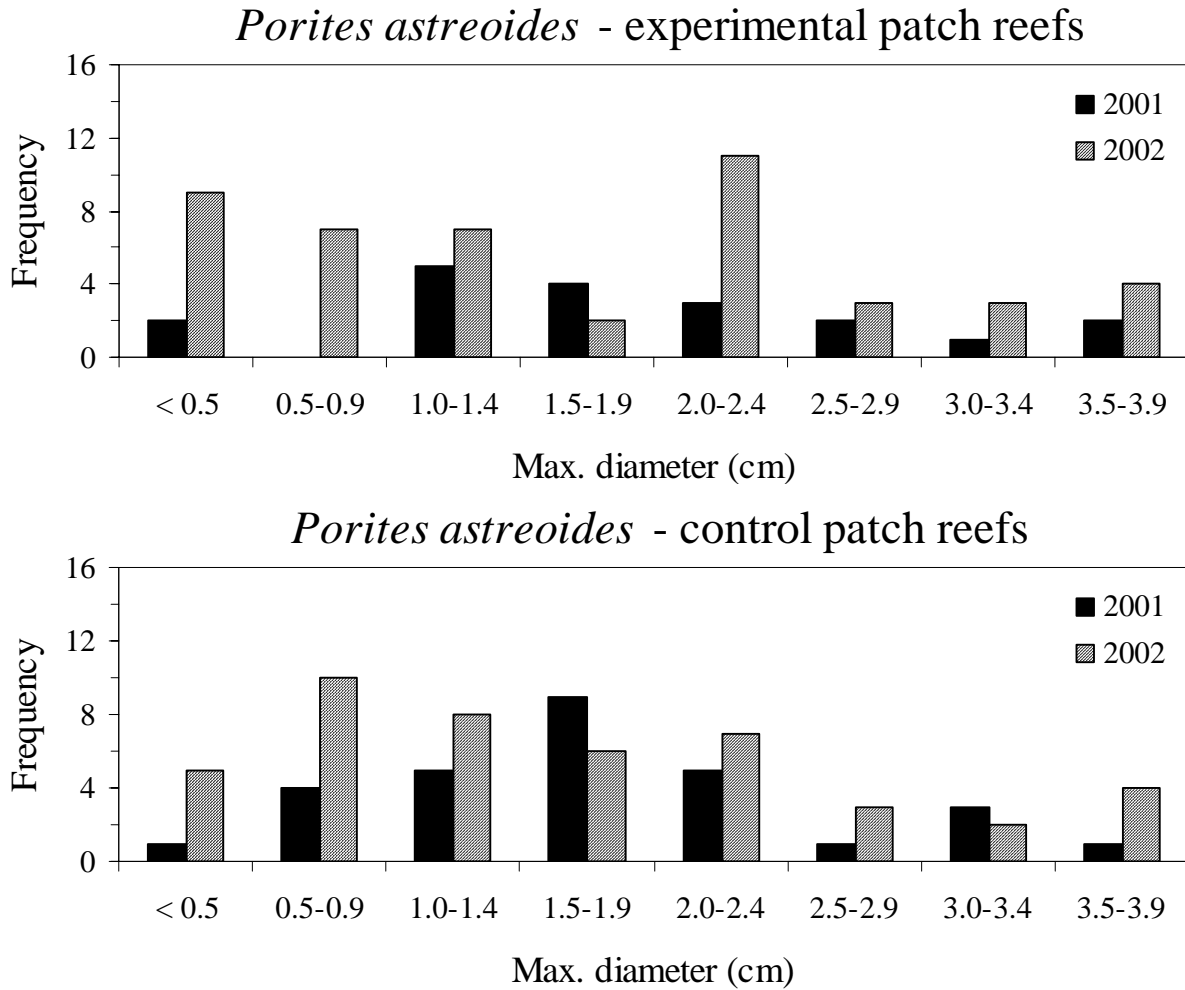 Porites astreoides - experimental patch reefs
16
12
8
4
0
Frequency
2001
2002
< 0.5 0.5-0.9 1.0-1.4 1.5-1.9 2.0-2.4 2.5-2.9 3.0-3.4 3.5-3.9
Max. diameter (cm)
Porites astreoides - control patch reefs
16
12
8
4
0
Frequency
2001
2002
< 0.5 0.5-0.9 1.0-1.4 1.5-1.9 2.0-2.4 2.5-2.9 3.0-3.4 3.5-3.9
Max. diameter (cm)